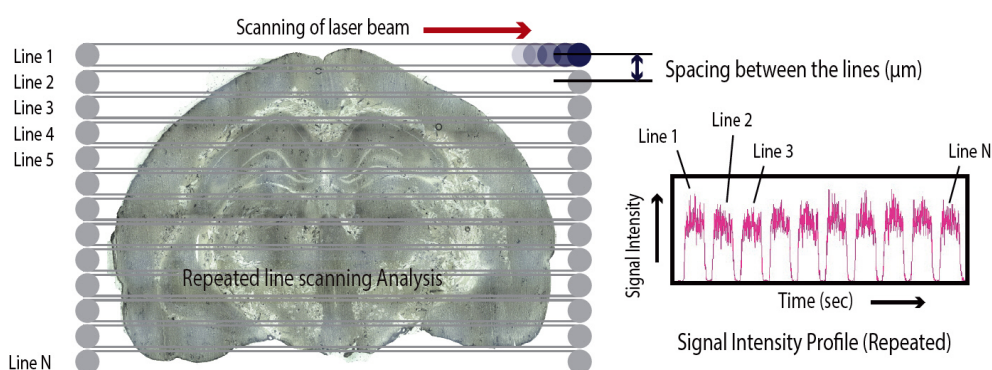 Scanning of laser beam
Line 1
Line 2
Line 3
Line 4
Line 5
Line N
Spacing between the lines (μm)
Repeated line scanning Analysis
Line 1
Line 2
Line 3
Line N
Signal Intensity
Time (sec)
Signal Intensity Profile (Repeated)